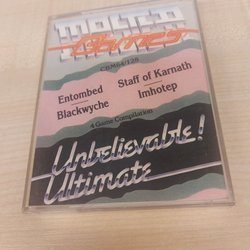 CBM64/128
Entombed
Blackwyche
Staff of Karnath
Imhotep
4 Game Compilation
Unbelievable!
Ultimate